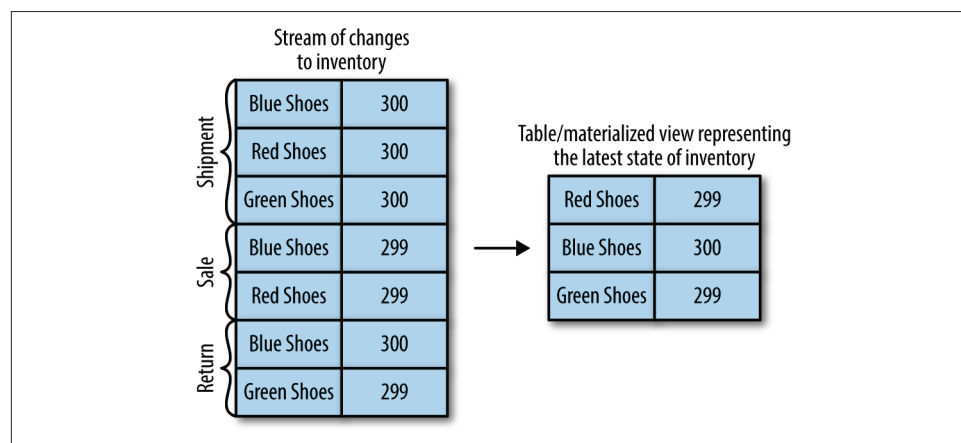 Stream of changes
to inventory
Shipment
Blue Shoes 300
Red Shoes 300
Green Shoes 300
Sale
Blue Shoes 299
Red Shoes 299
Return
Blue Shoes 300
Green Shoes 299
Table/materialized view representing
the latest state of inventory
Red Shoes 299
Blue Shoes 300
Green Shoes 299